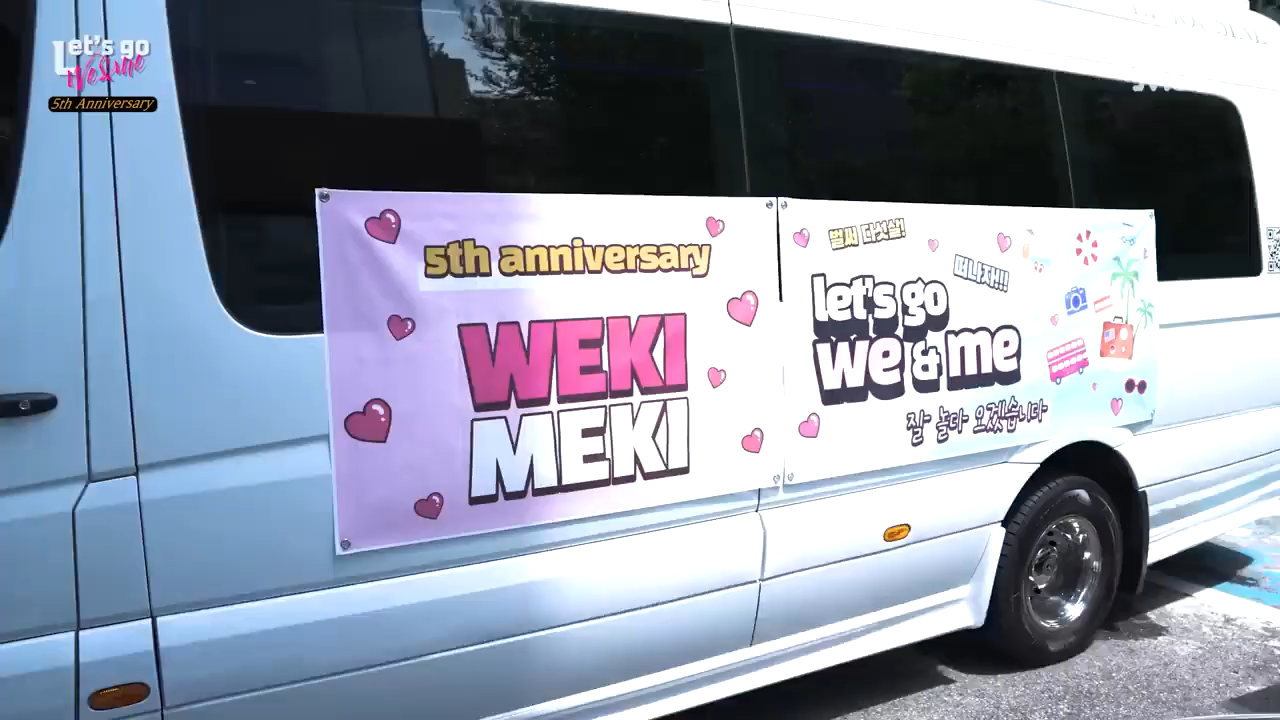 Let's go
We&Me
5th Anniversary
5th anniversary
WEKI
MEKI
벌써 다섯살!
떠나자!!!
let's go
we & me
잘 놀다 오겠습니다